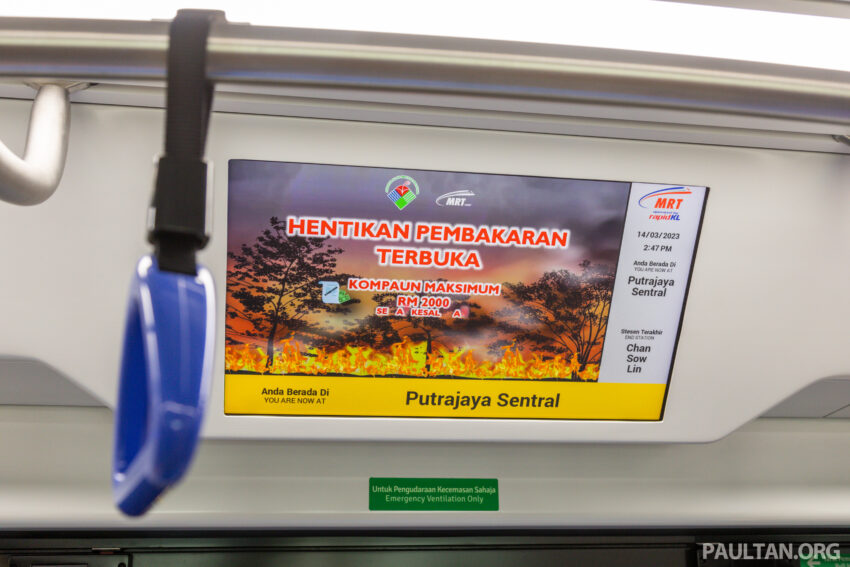 MRT
HENTIKAN PEMBAKARAN
TERBUKA
KOMPAUN MAKSIMUM
RM 2000
MRT
rapidKL
14/03/2023
2:47 PM
Anda Berada Di
YOU ARE NOW AT
Putrajaya
Sentral
Stesen Terakhir
END STATION
Chan
Sow
Lin
Anda Berada Di
YOU ARE NOW AT
Putrajaya Sentral
Untuk Pengudaraan Kecemasan Sahaja
Emergency Ventilation Only
PAULTAN.ORG